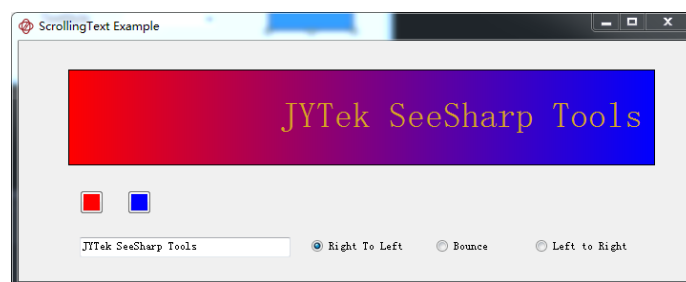 ScrollingText Example
JYTek SeeSharp Tools
JYTek SeeSharp Tools
Right To Left
Bounce
Left to Right